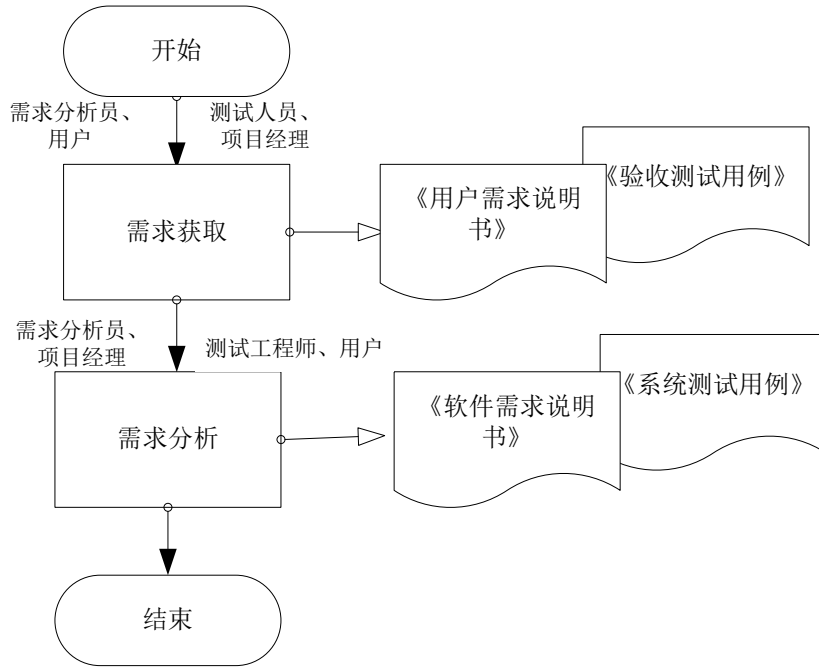 开始
需求分析员、
用户
测试人员、
项目经理
需求获取
《用户需求说明
书》
《验收测试用例》
需求分析员、
项目经理
测试工程师、用户
需求分析
《软件需求说明
书》
《系统测试用例》
结束